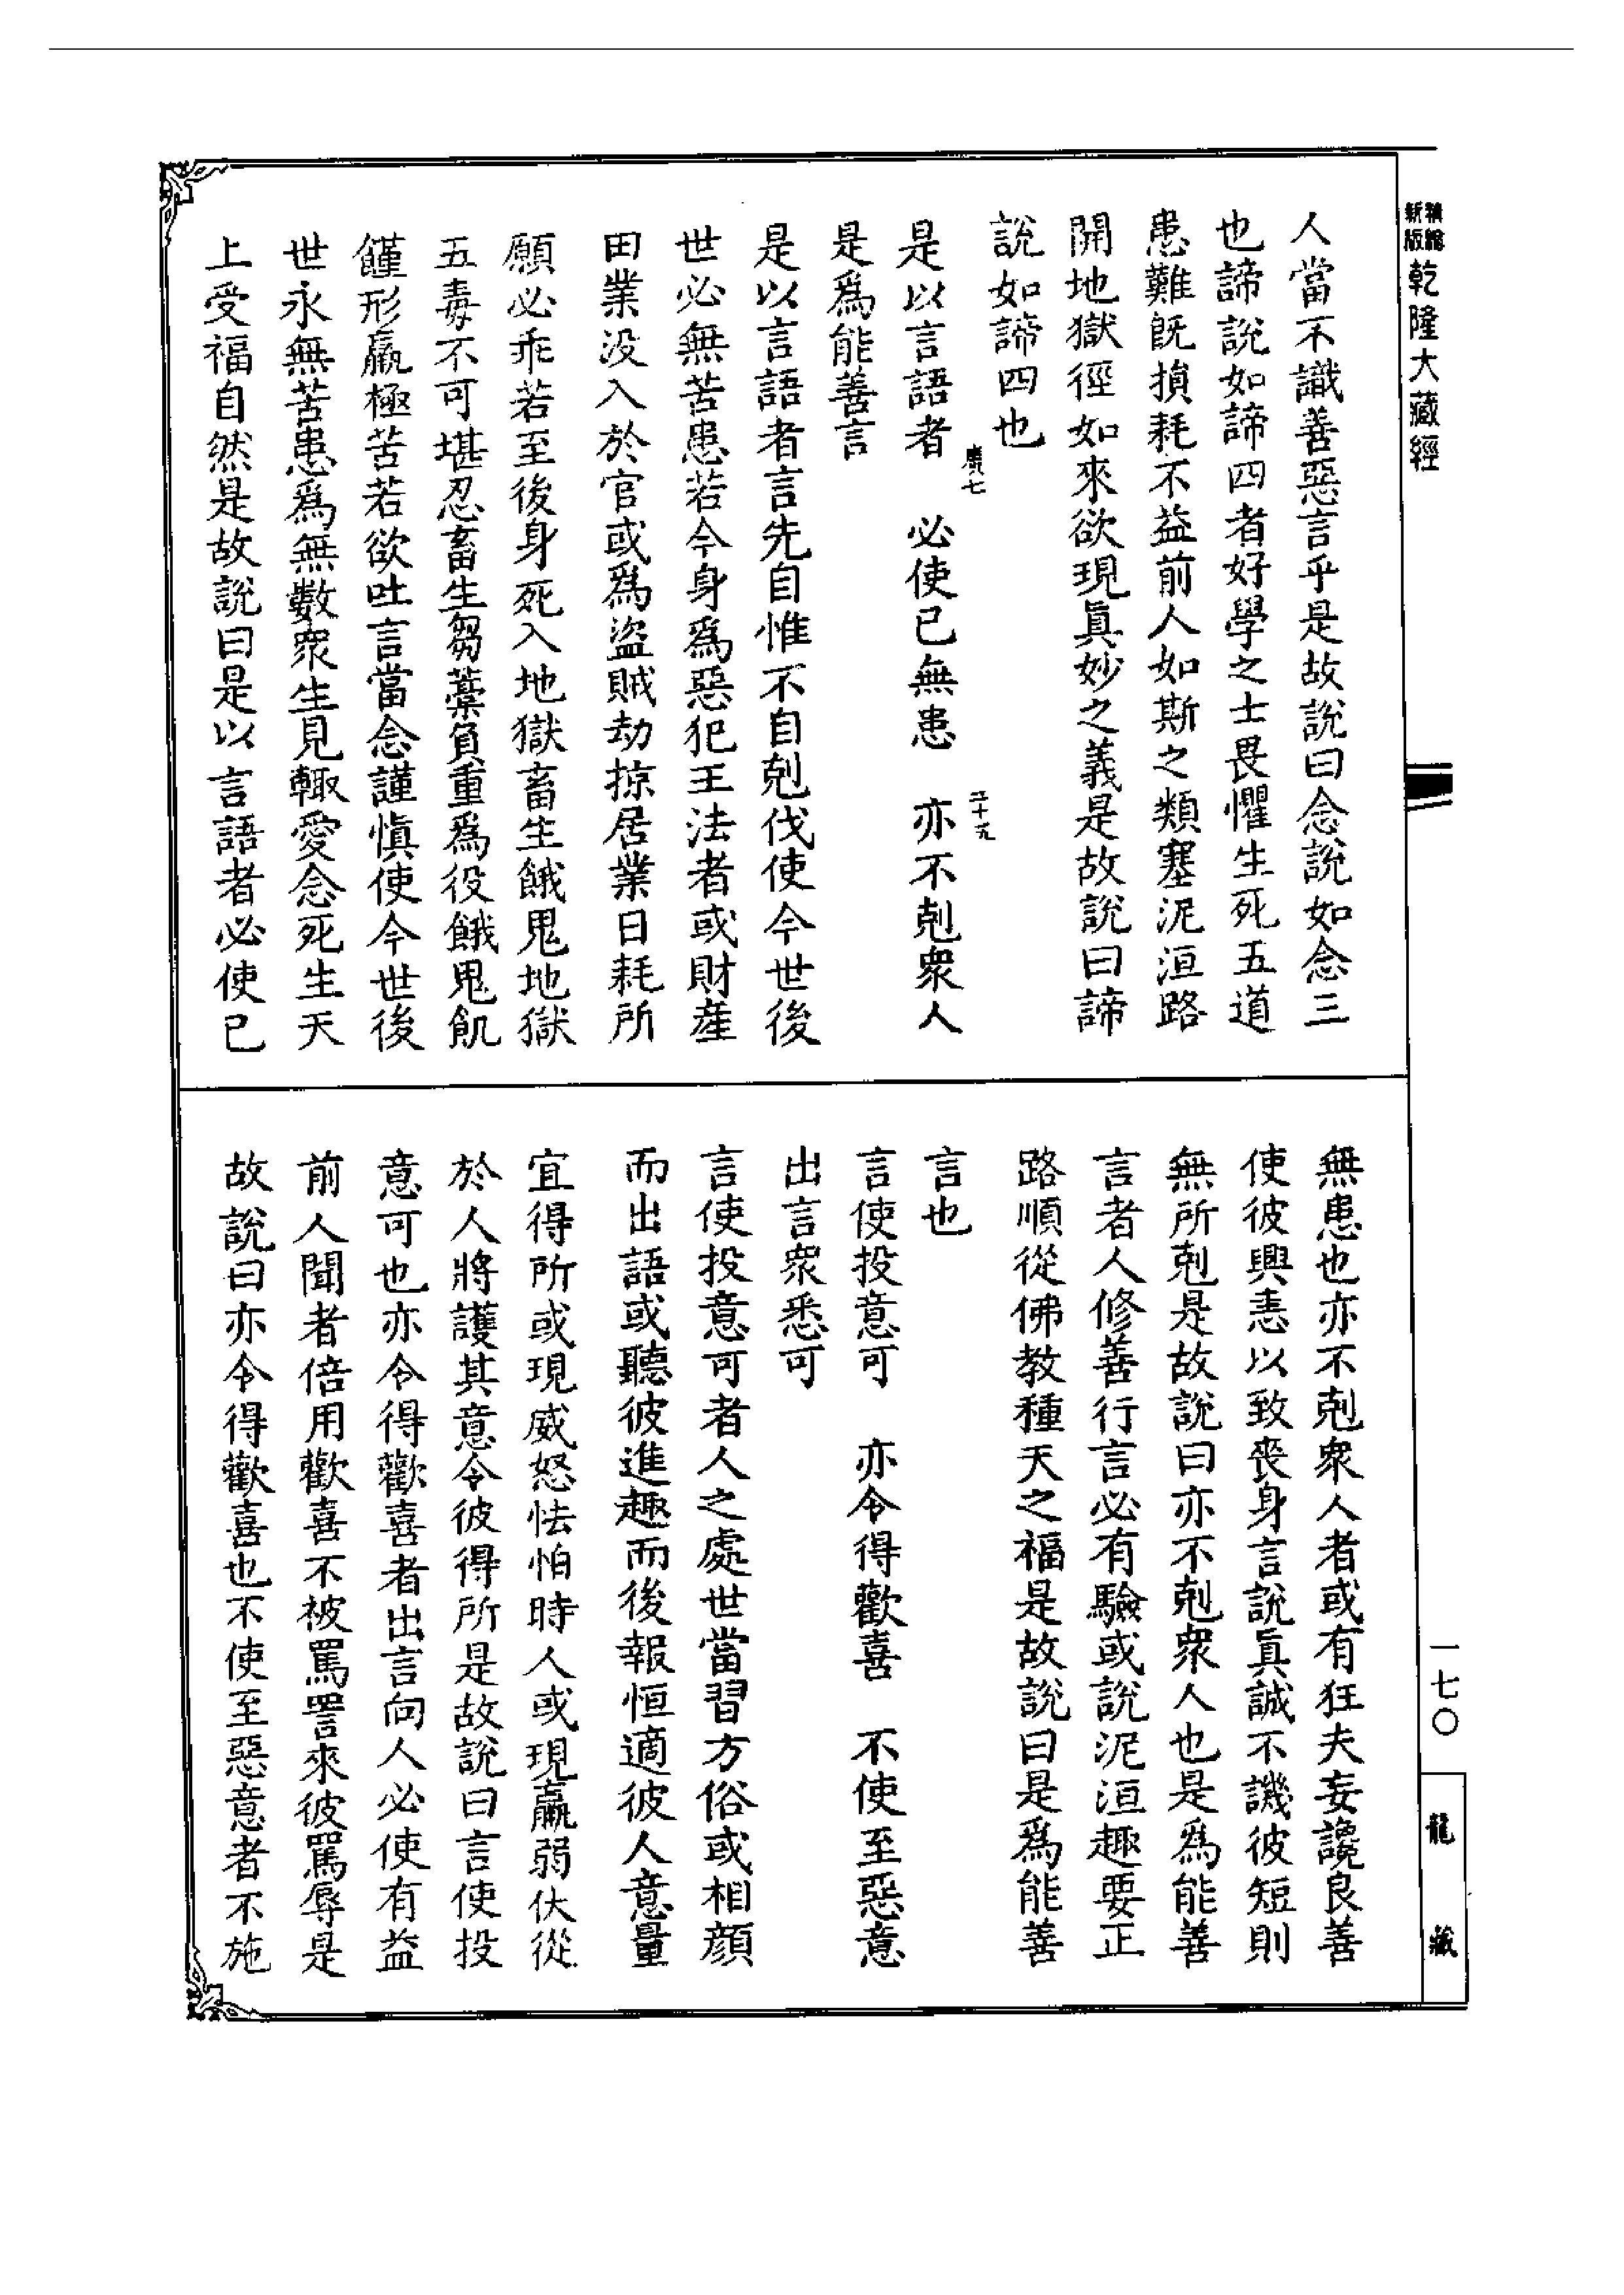 新版
精縮
乾隆大藏經
人當不識善惡言乎是故說曰念說如念三
也諦說如諦四者好學之士畏懼生死五道
患難旣損耗不益前人如斯之類塞泥洹路
開地獄徑如來欲現眞妙之義是故說曰諦
說如諦四也
廣七
二十九
是以言語者　必使已無患　亦不剋衆人
是爲能善言
是以言語者言先自惟不自剋伐使今世後
世必無苦患若今身爲惡犯王法者或財産
田業没入於官或爲盜賊劫掠居業日耗所
願必乖若至後身死入地獄畜生餓鬼地獄
五毒不可堪忍畜生芻藁負重爲役餓鬼飢
饉形羸極苦若欲吐言當念謹愼使今世後
世永無苦患爲無數衆生見輙愛念死生天
上受福自然是故說曰是以言語者必使已
無患也亦不剋衆人者或有狂夫妄讒良善
使彼興恚以致喪身言說眞誠不譏彼短則
無所剋是故說曰亦不剋衆人也是爲能善
言者人修善行言必有驗或說泥洹趣要正
路順從佛教種天之福是故說曰是爲能善
言也
言使投意可　亦令得歡喜　不使至惡意
出言衆悉可
言使投意可者人之處世當習方俗或相顔
而出語或聽彼進趣而後報恒適彼人意量
宜得所或現威怒怯怕時人或現羸弱伏從
於人將護其意令彼得所是故說曰言使投
意可也亦令得歡喜者出言向人必使有益
前人聞者倍用歡喜不被罵詈來彼罵辱是
故說曰亦令得歡喜也不使至惡意者不施
一七〇
龍藏